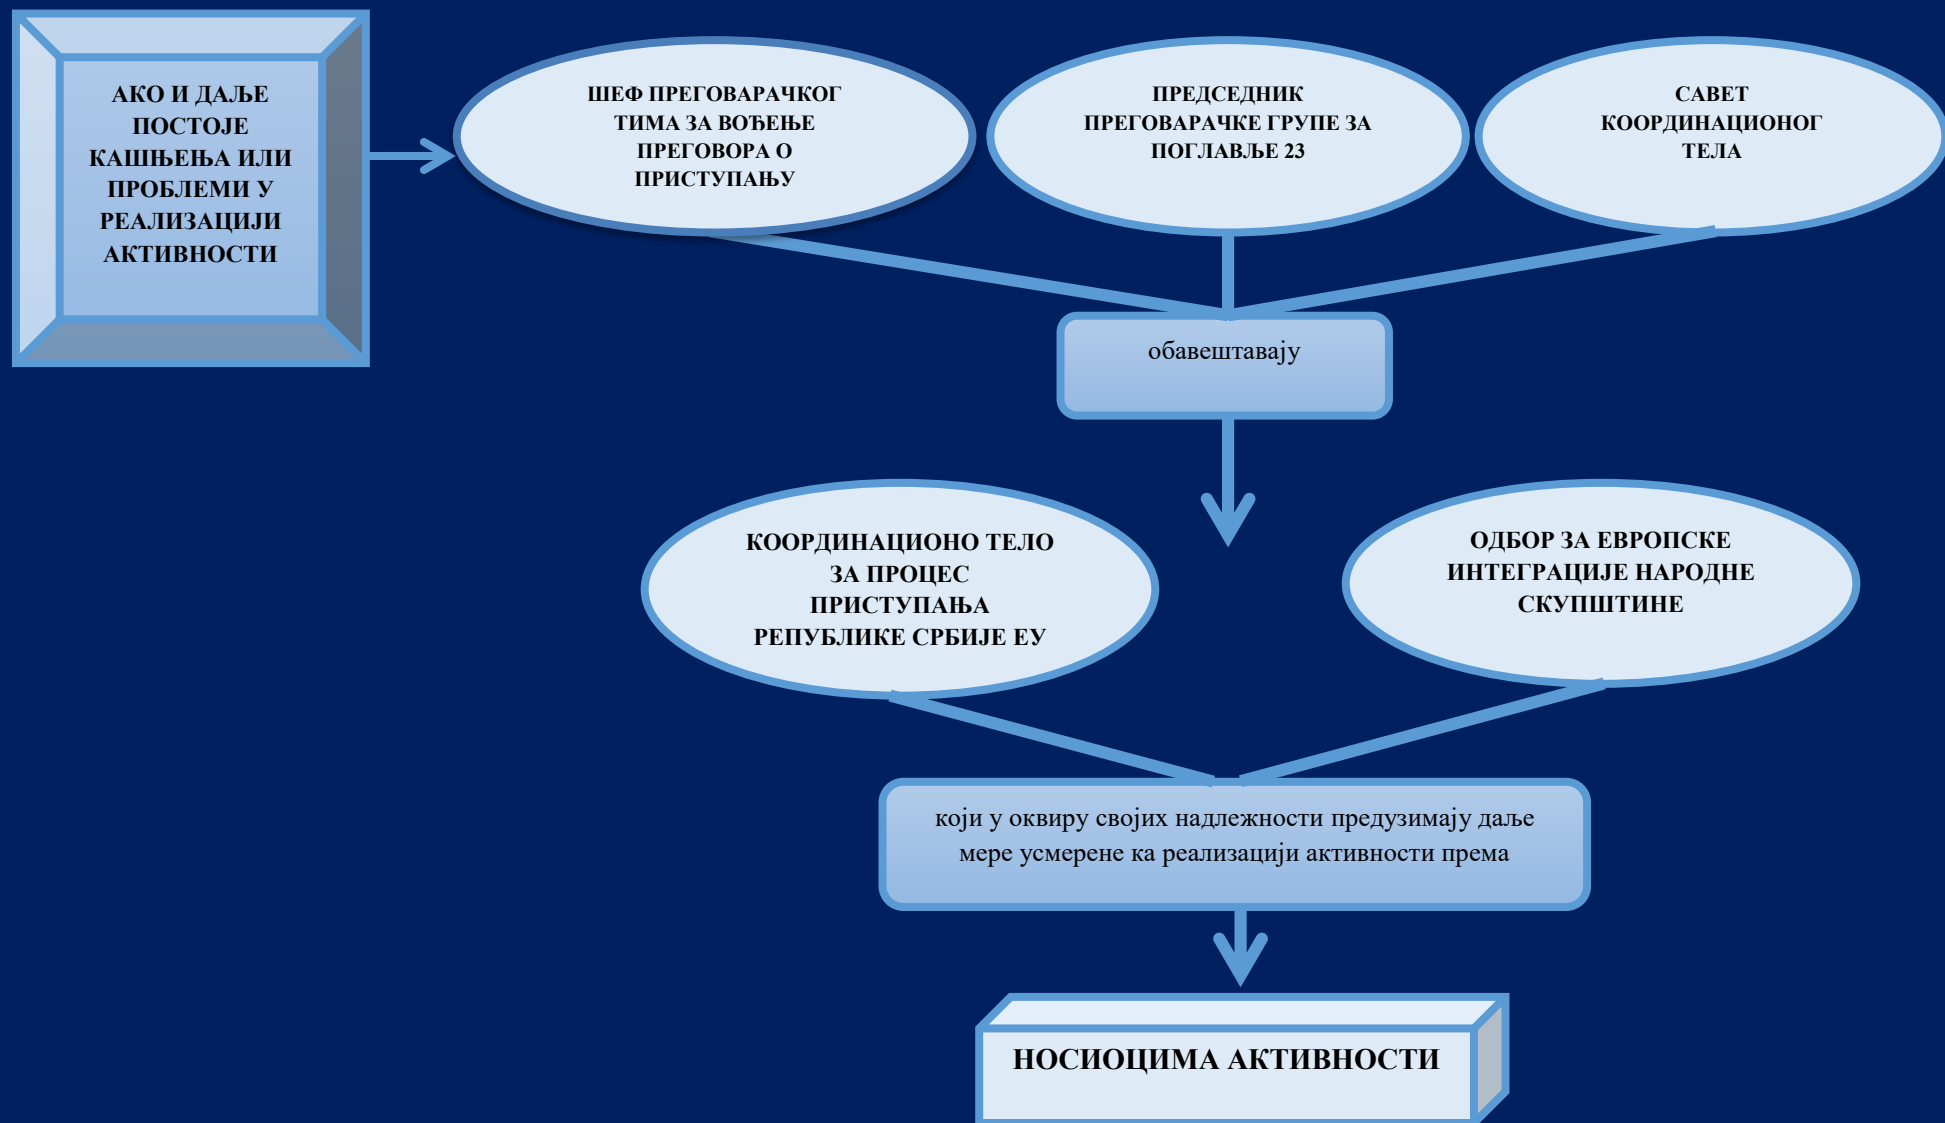 АКО И ДАЉЕ
ПОСТОЈЕ
КАШЊЕЊА ИЛИ
ПРОБЛЕМИ У
РЕАЛИЗАЦИЈИ
АКТИВНОСТИ
ШЕФ ПРЕГОВАРАЧКОГ
ТИМА ЗА ВОЂЕЊЕ
ПРЕГОВОРА О
ПРИСТУПАЊУ
ПРЕДСЕДНИК
ПРЕГОВАРАЧКЕ ГРУПЕ ЗА
ПОГЛАВЉЕ 23
САВЕТ
КООРДИНАЦИОНОГ
ТЕЛА
обавештавају
КООРДИНАЦИОНО ТЕЛО
ЗА ПРОЦЕС
ПРИСТУПАЊА
РЕПУБЛИКЕ СРБИЈЕ ЕУ
ОДБОР ЗА ЕВРОПСКЕ
ИНТЕГРАЦИЈЕ НАРОДНЕ
СКУПШТИНЕ
који у оквиру својих надлежности предузимају даље
мере усмерене ка реализацији активности према
НОСИОЦИМА АКТИВНОСТИ